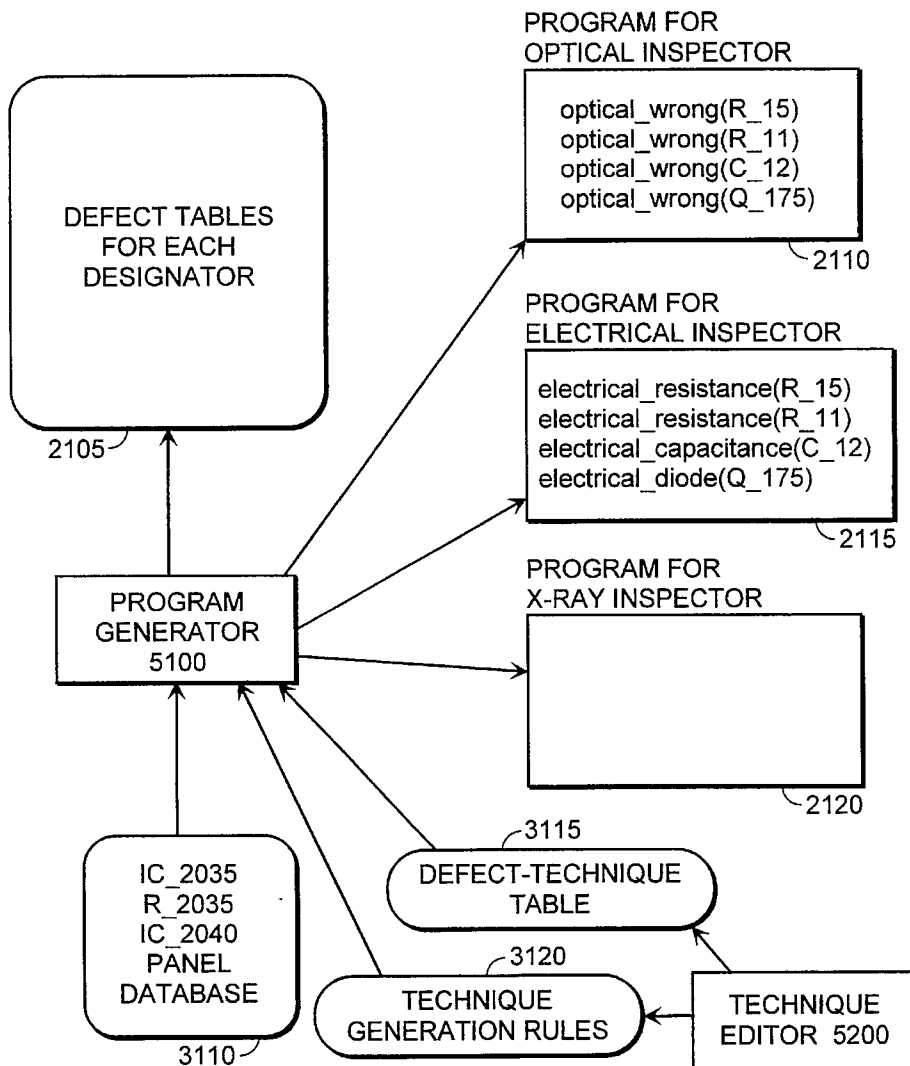 PROGRAM FOR
OPTICAL INSPECTOR
optical_wrong(R_15)
optical_wrong(R_11)
optical_wrong(C_12)
optical_wrong(Q_175)
2110
DEFECT TABLES
FOR EACH
DESIGNATOR
2105
PROGRAM FOR
ELECTRICAL INSPECTOR
electrical_resistance(R_15)
electrical_resistance(R_11)
electrical_capacitance(C_12)
electrical_diode(Q_175)
2115
PROGRAM
GENERATOR
5100
PROGRAM FOR
X-RAY INSPECTOR
2120
IC_2035
R_2035
IC_2040
PANEL
DATABASE
3110
3115
DEFECT-TECHNIQUE
TABLE
3120
TECHNIQUE
GENERATION RULES
TECHNIQUE
EDITOR 5200